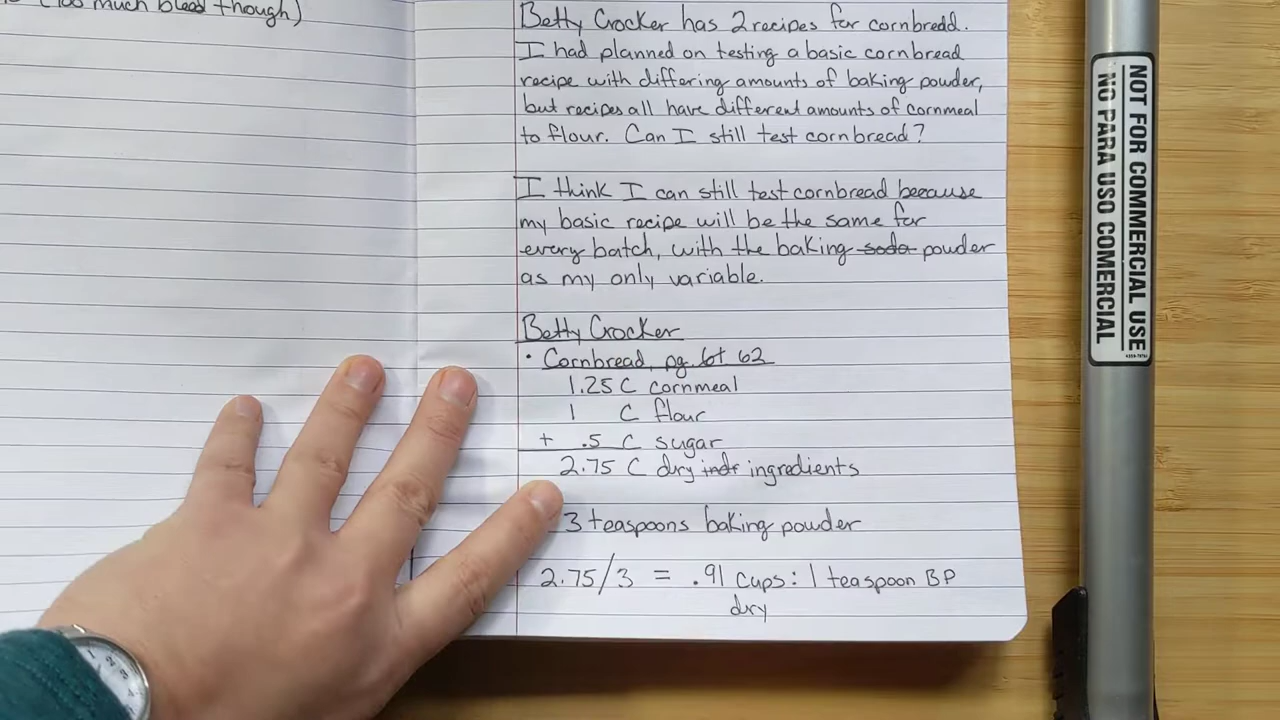 much bleed though)
Betty Crocker has 2 recipes for cornbread.
I had planned on testing a basic cornbread
recipe with differing amounts of baking powder,
but recipes all have different amounts of cornmeal
to flour. Can I still test cornbread?
I think I can still test cornbread because
my basic recipe will be the same for
every batch, with the baking soda powder
as my only variable.
Betty Crocker
• Cornbread, pg. 62
1.25 C cornmeal
1 C flour
+ .5 C sugar
2.75 C dry ingredients
3 teaspoons baking powder
2.75/3 = .91 cups : 1 teaspoon BP
dry
NOT FOR COMMERCIAL USE
NO PARA USO COMERCIAL